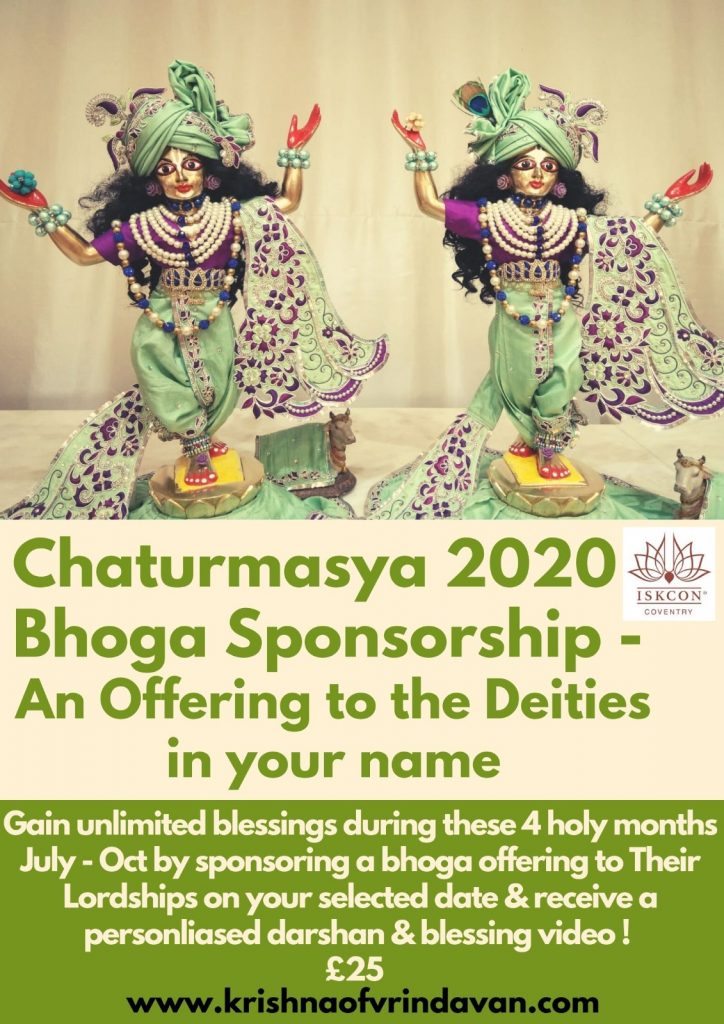 Chaturmasya 2020
ISKCON®
COVENTRY
Bhoga Sponsorship -
An Offering to the Deities
in your name
Gain unlimited blessings during these 4 holy months
July - Oct by sponsoring a bhoga offering to Their
Lordships on your selected date & receive a
personliased darshan & blessing video !
£25
www.krishnaofvrindavan.com